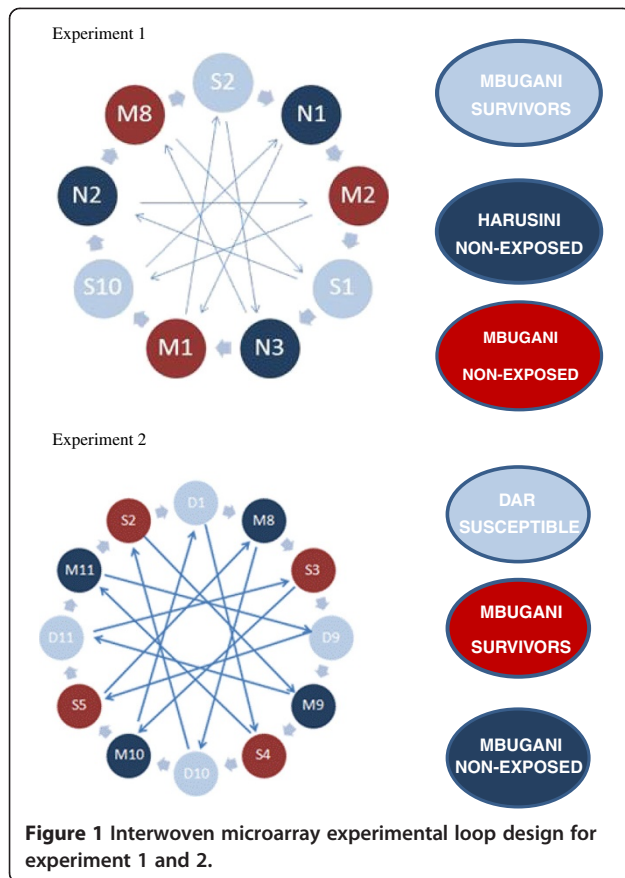 Experiment 1
S2
N1
M2
S1
N3
M1
S10
N2
M8
MBUGANI
SURVIVORS
HARUSINI
NON-EXPOSED
MBUGANI
NON-EXPOSED
Experiment 2
D1
M8
S3
D9
M9
S4
D10
M10
S5
D11
M11
S2
DAR
SUSCEPTIBLE
MBUGANI
SURVIVORS
MBUGANI
NON-EXPOSED
Figure 1 Interwoven microarray experimental loop design for
experiment 1 and 2.